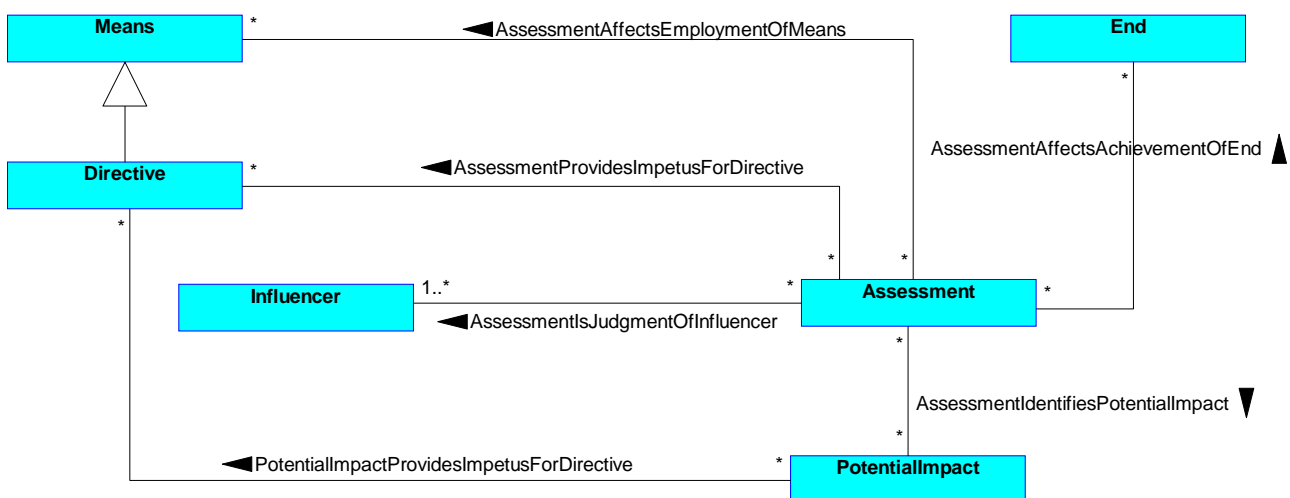 Means
*
◄AssessmentAffectsEmploymentOfMeans
End
*
AssessmentAffectsAchievementOfEnd ▲
Directive
*
◄AssessmentProvidesImpetusForDirective
*
*
*
Influencer
1..*
*
Assessment
*
◄AssessmentIsJudgmentOfInfluencer
*
AssessmentIdentifiesPotentialImpact ▼
*
◄PotentialImpactProvidesImpetusForDirective
*
PotentialImpact